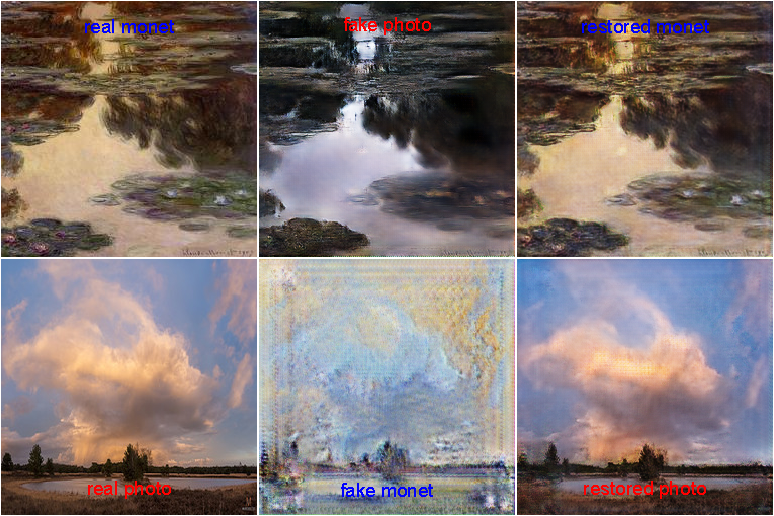 real monet
fake photo
restored monet
real photo
fake monet
restored photo